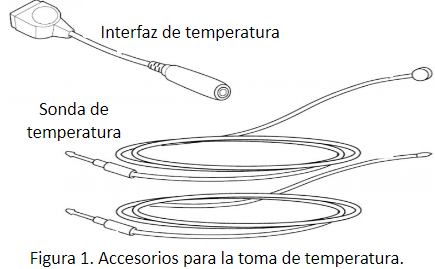 Interfaz de temperatura
Sonda de
temperatura
Figura 1. Accesorios para la toma de temperatura.